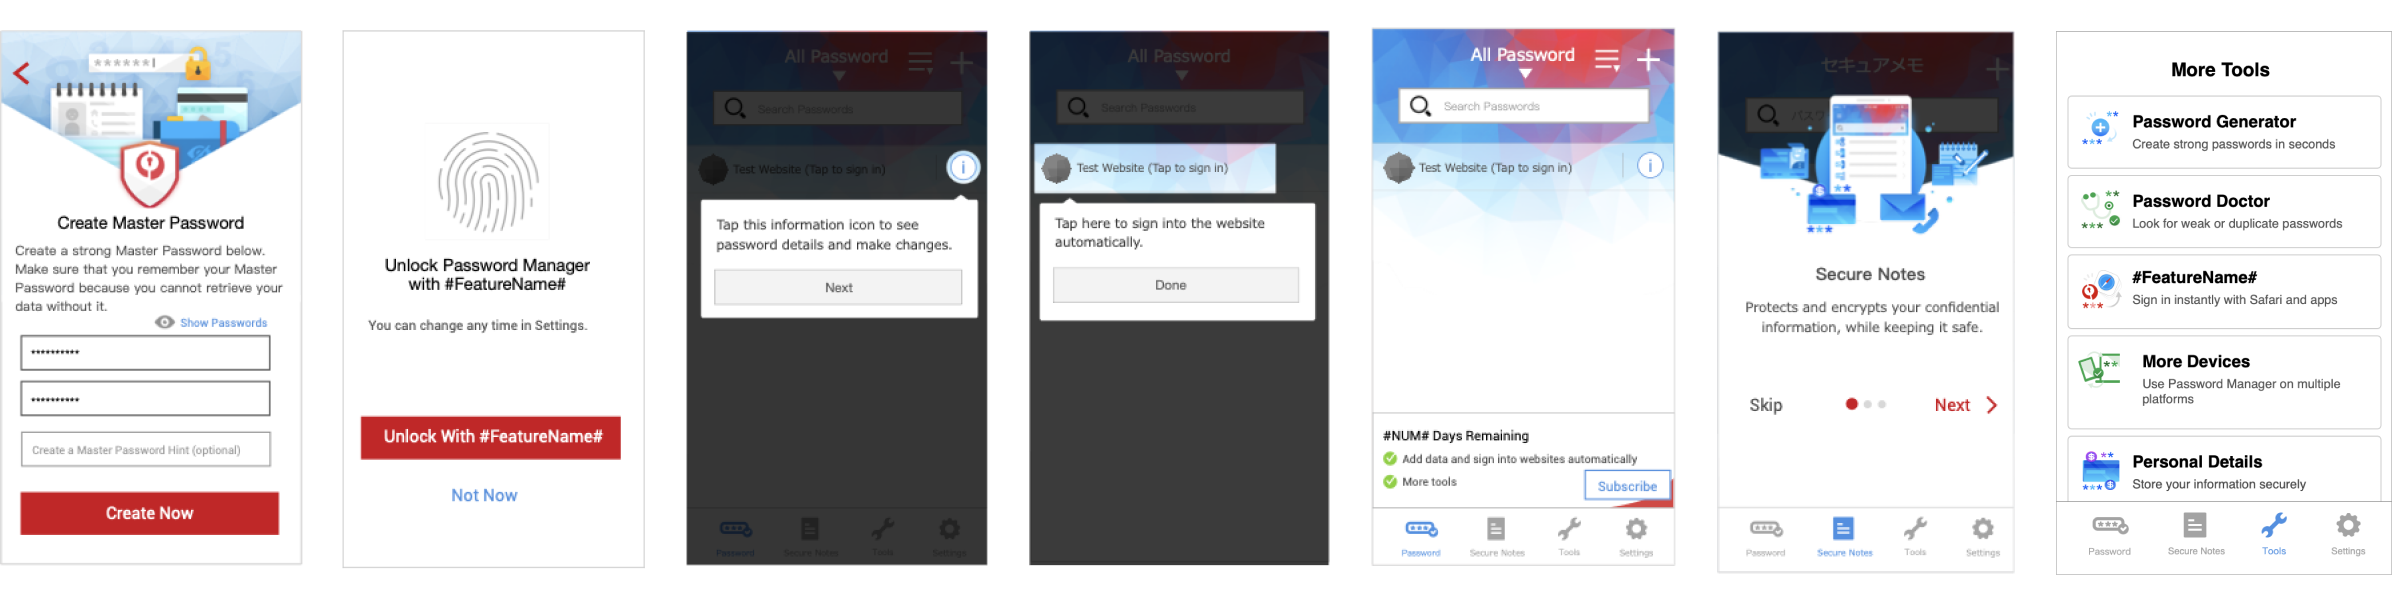 ******|
Create Master Password
Create a strong Master Password below.
Make sure that you remember your Master
Password because you cannot retrieve your
data without it.
Show Passwords
**********
**********
Create a Master Password Hint (optional)
Create Now
Unlock Password Manager
with #FeatureName#
You can change any time in Settings.
Unlock With #FeatureName#
Not Now
All Password
Search Passwords
Test Website (Tap to sign in)
Tap this information icon to see
password details and make changes.
Next
Password
Secure Notes
Tools
Settings
All Password
Search Passwords
Test Website (Tap to sign in)
Tap here to sign into the website
automatically.
Done
All Password
Search Passwords
Test Website (Tap to sign in)
#NUM# Days Remaining
Add data and sign into websites automatically
More tools
Subscribe
Password
Secure Notes
Tools
Settings
セキュアメモ
Secure Notes
Protects and encrypts your confidential
information, while keeping it safe.
Skip
Next
Password
Secure Notes
Tools
Settings
More Tools
Password Generator
Create strong passwords in seconds
Password Doctor
Look for weak or duplicate passwords
#FeatureName#
Sign in instantly with Safari and apps
More Devices
Use Password Manager on multiple
platforms
Personal Details
Store your information securely
Password
Secure Notes
Tools
Settings